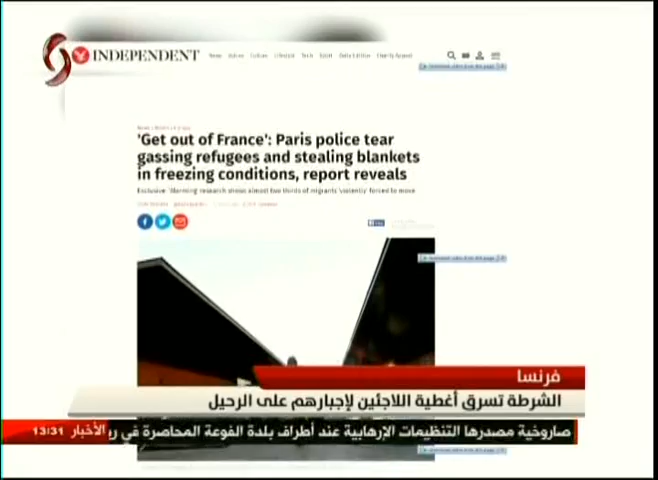 INDEPENDENT
'Get out of France': Paris police tear
gassing refugees and stealing blankets
in freezing conditions, report reveals
Exclusive: 'Alarming research shows almost two thirds of migrants 'violently' forced to move
فرنسا
الشرطة تسرق أغطية اللاجئين لإجبارهم على الرحيل
الأخبار 13:31
صاروخية مصدرها التنظيمات الإرهابية عند أطراف بلدة الفوعة المحاصرة في